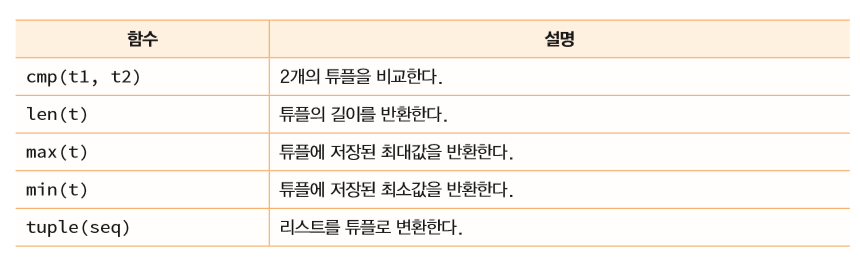 함수 설명
cmp(t1, t2) 2개의 튜플을 비교한다.
len(t) 튜플의 길이를 반환한다.
max(t) 튜플에 저장된 최대값을 반환한다.
min(t) 튜플에 저장된 최소값을 반환한다.
tuple(seq) 리스트를 튜플로 변환한다.